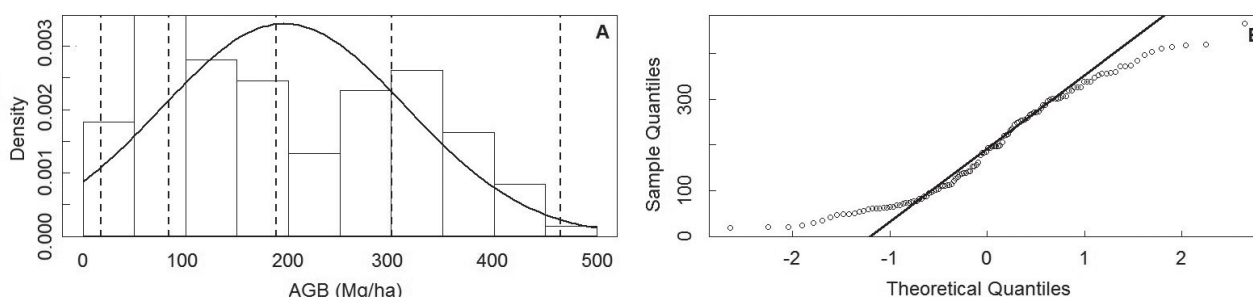 A
0.000 0.001 0.002 0.003
Density
0 100 200 300 400 500
AGB (Mg/ha)
0 100 300
Sample Quantiles
-2 -1 0 1 2
Theoretical Quantiles